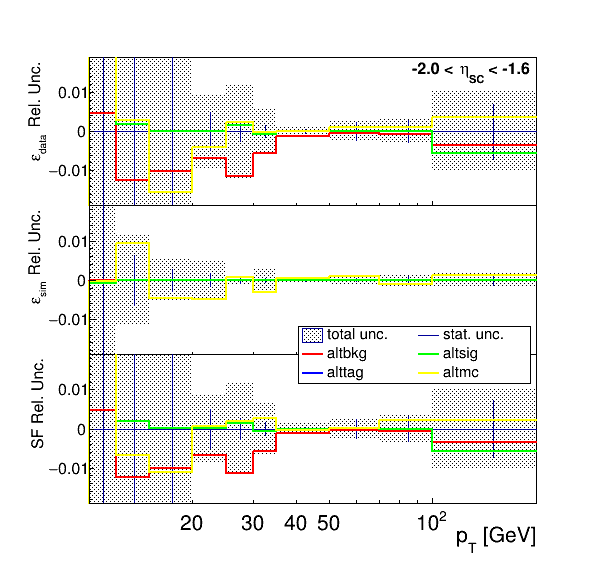 -2.0 < η_SC < -1.6
ε_data Rel. Unc.
0.01
0
−0.01
ε_sim Rel. Unc.
0.01
0
−0.01
total unc.
stat. unc.
altbkg
altsig
alttag
altmc
SF Rel. Unc.
0.01
0
−0.01
20 30 40 50 10²
p_T [GeV]